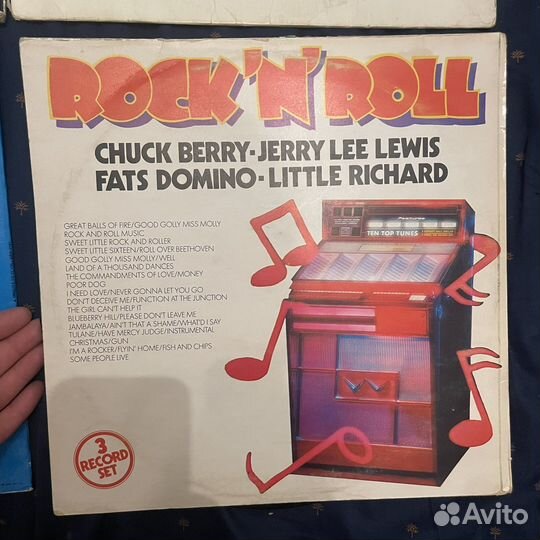 ROCK 'N' ROLL
CHUCK BERRY-JERRY LEE LEWIS
FATS DOMINO-LITTLE RICHARD
GREAT BALLS OF FIRE/GOOD GOLLY MISS MOLLY
ROCK AND ROLL MUSIC
SWEET LITTLE ROCK AND ROLLER
SWEET LITTLE SIXTEEN/ROLL OVER BEETHOVEN
GOOD GOLLY MISS MOLLY/WELL
LAND OF A THOUSAND DANCES
THE COMMANDMENTS OF LOVE/MONEY
POOR DOG
I NEED LOVE/NEVER GONNA LET YOU GO
DON'T DECEIVE ME/FUNCTION AT THE JUNCTION
THE GIRL CAN'T HELP IT
BLUEBERRY HILL/PLEASE DON'T LEAVE ME
JAMBALAYA/AIN'T THAT A SHAME/WHAT'D I SAY
TULANE/HAVE MERCY JUDGE/INSTRUMENTAL
CHRISTMAS/GUN
I'M A ROCKER/FLYIN' HOME/FISH AND CHIPS
SOME PEOPLE LIVE
TEN TOP TUNES
3
RECORD
SET
Avito